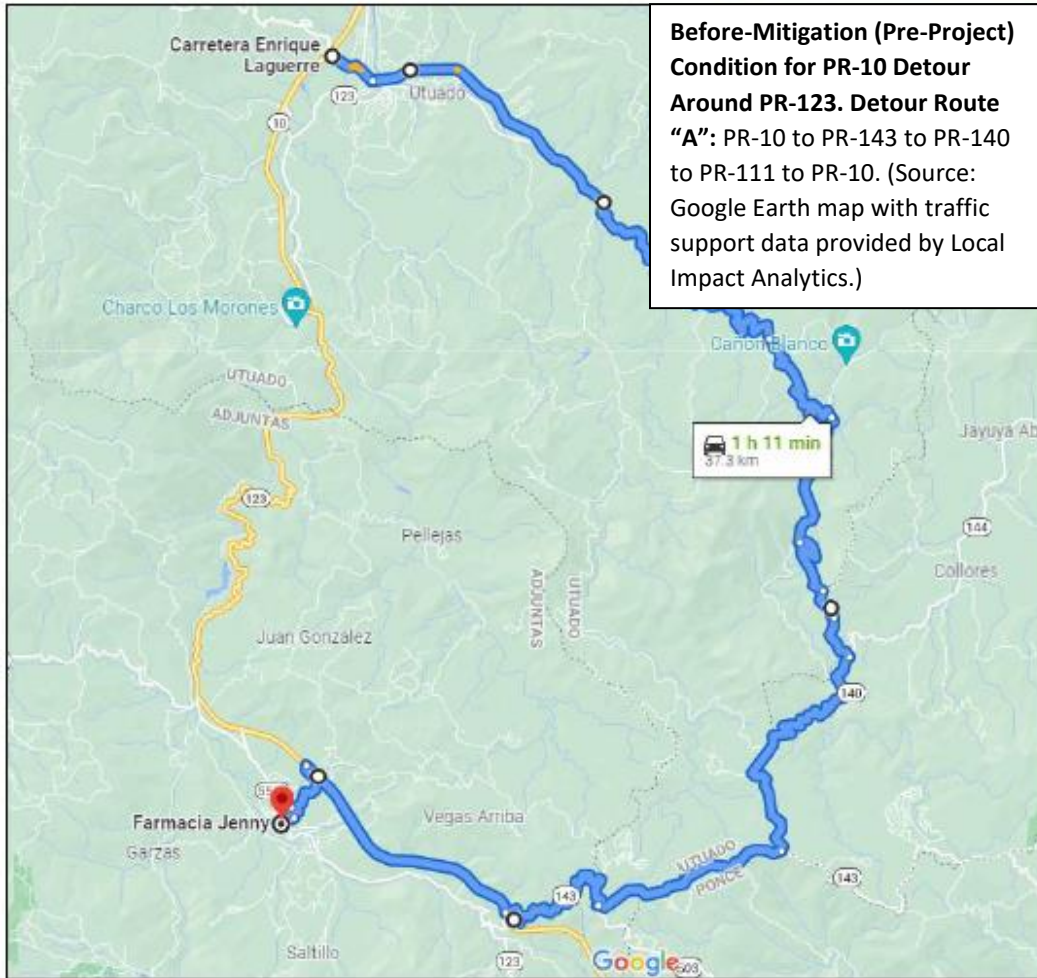 Before-Mitigation (Pre-Project)
Condition for PR-10 Detour
Around PR-123. Detour Route
“A”: PR-10 to PR-143 to PR-140
to PR-111 to PR-10. (Source:
Google Earth map with traffic
support data provided by Local
Impact Analytics.)
Carretera Enrique
Laguerre
123
Utuado
10
Charco Los Morones
Cañón Blanco
UTUADO
ADJUNTAS
1 h 11 min
37.3 km
Jayuya Ab
123
144
Pellejas
Collores
ADJUNTAS
UTUADO
Juan González
140
Farmacia Jenny
Vegas Arriba
Garzas
UTUADO
PONCE
143
143
Saltillo
123
Google
603